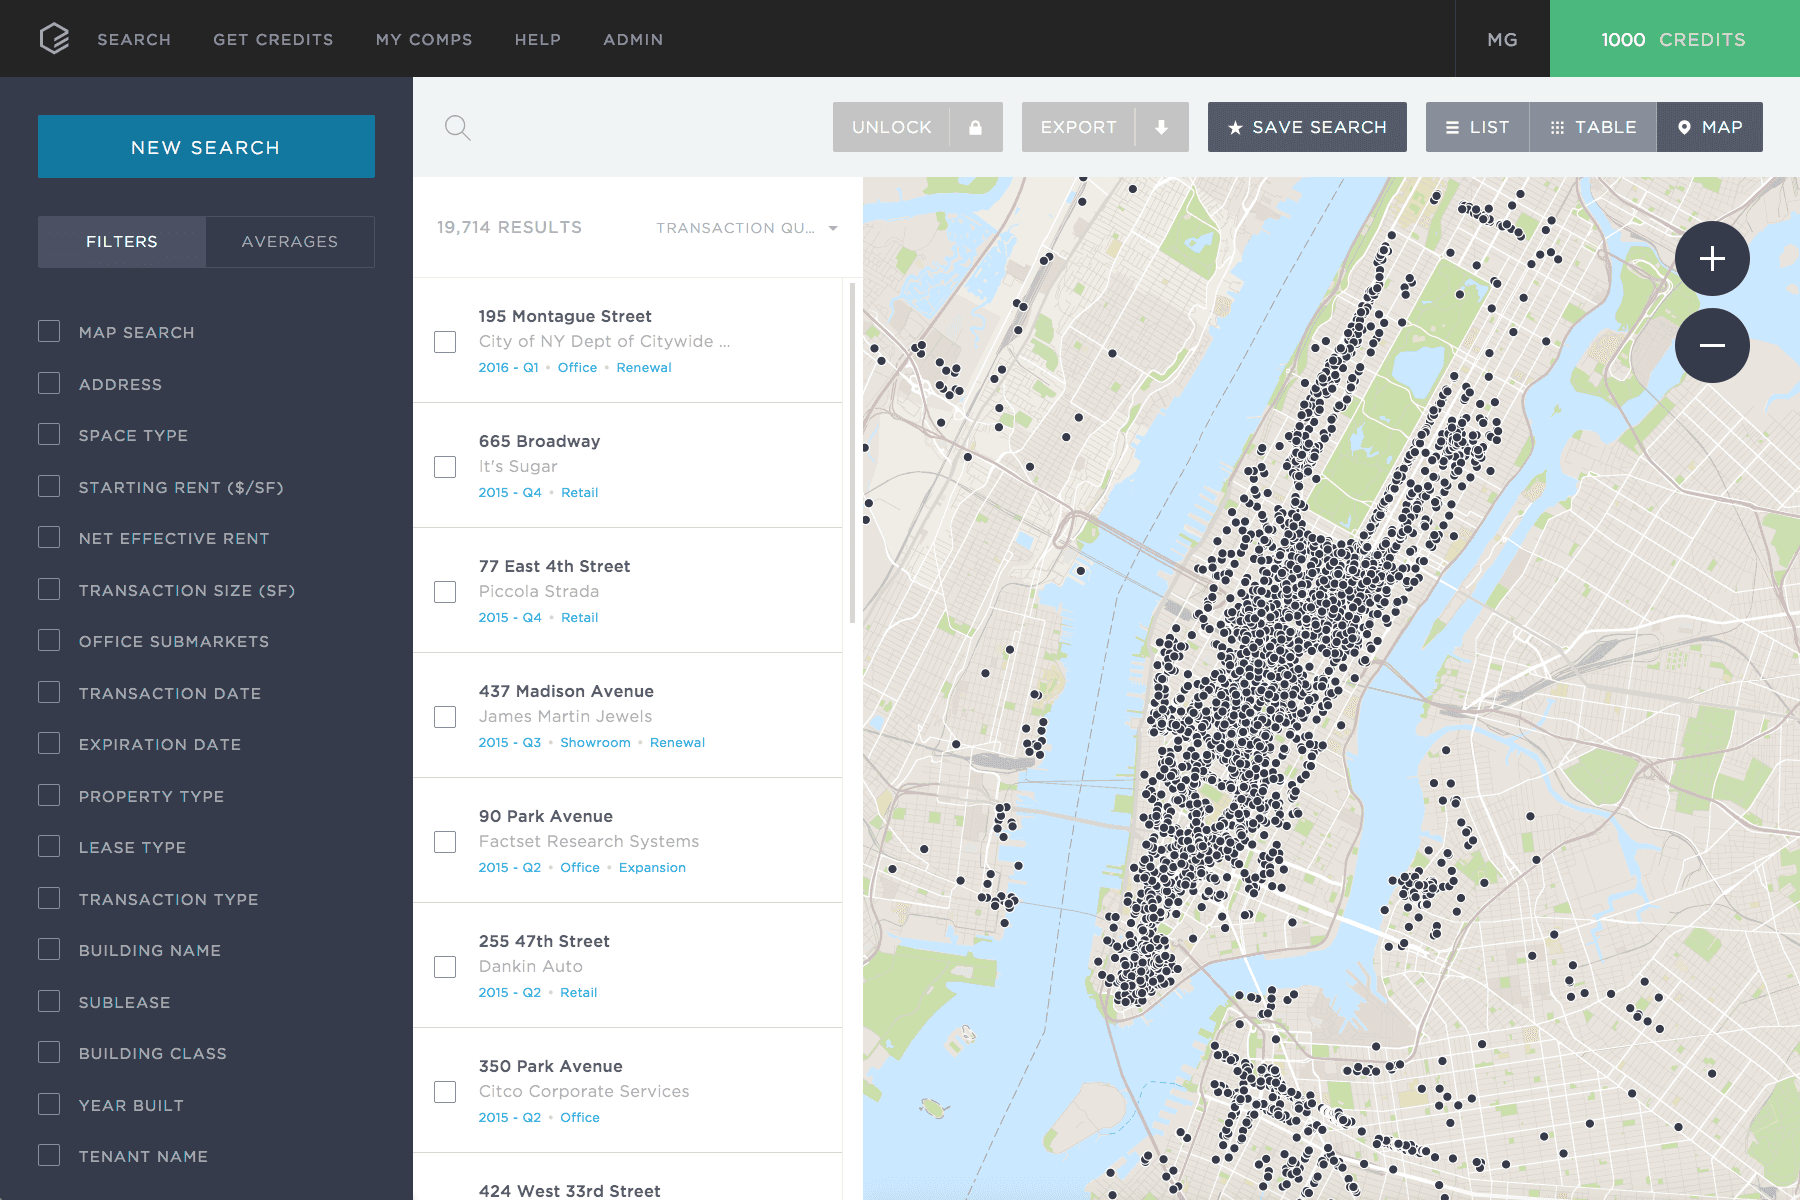 SEARCH GET CREDITS MY COMPS HELP ADMIN MG 1000 CREDITS
NEW SEARCH
FILTERS AVERAGES
MAP SEARCH
ADDRESS
SPACE TYPE
STARTING RENT ($/SF)
NET EFFECTIVE RENT
TRANSACTION SIZE (SF)
OFFICE SUBMARKETS
TRANSACTION DATE
EXPIRATION DATE
PROPERTY TYPE
LEASE TYPE
TRANSACTION TYPE
BUILDING NAME
SUBLEASE
BUILDING CLASS
YEAR BUILT
TENANT NAME
UNLOCK EXPORT SAVE SEARCH LIST TABLE MAP
19,714 RESULTS TRANSACTION QU...
195 Montague Street
City of NY Dept of Citywide ...
2016 - Q1 • Office • Renewal
665 Broadway
It's Sugar
2015 - Q4 • Retail
77 East 4th Street
Piccola Strada
2015 - Q4 • Retail
437 Madison Avenue
James Martin Jewels
2015 - Q3 • Showroom • Renewal
90 Park Avenue
Factset Research Systems
2015 - Q2 • Office • Expansion
255 47th Street
Dankin Auto
2015 - Q2 • Retail
350 Park Avenue
Citco Corporate Services
2015 - Q2 • Office
424 West 33rd Street